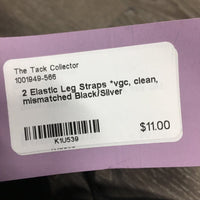 The Tack Collector
1001949-566
2 Elastic Leg Straps *vgc, clean,
mismatched Black/Silver
$11.00
K1U539